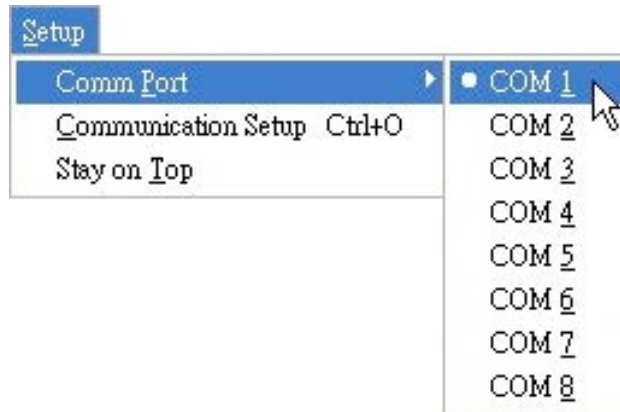 Setup
Comm Port
Communication Setup Ctrl+O
Stay on Top
COM 1
COM 2
COM 3
COM 4
COM 5
COM 6
COM 7
COM 8